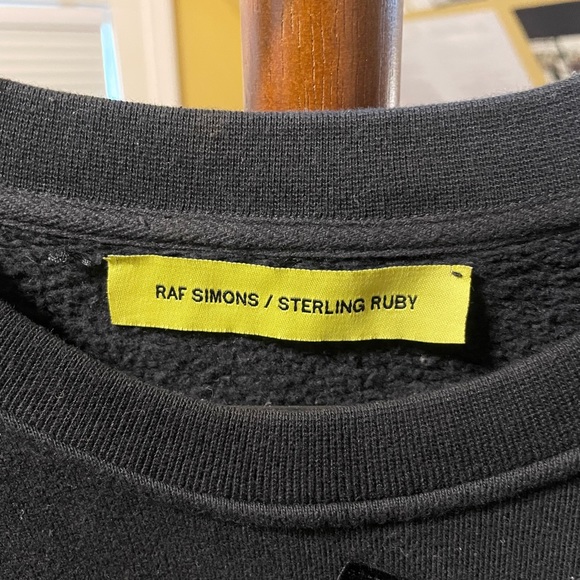 RAF SIMONS / STERLING RUBY